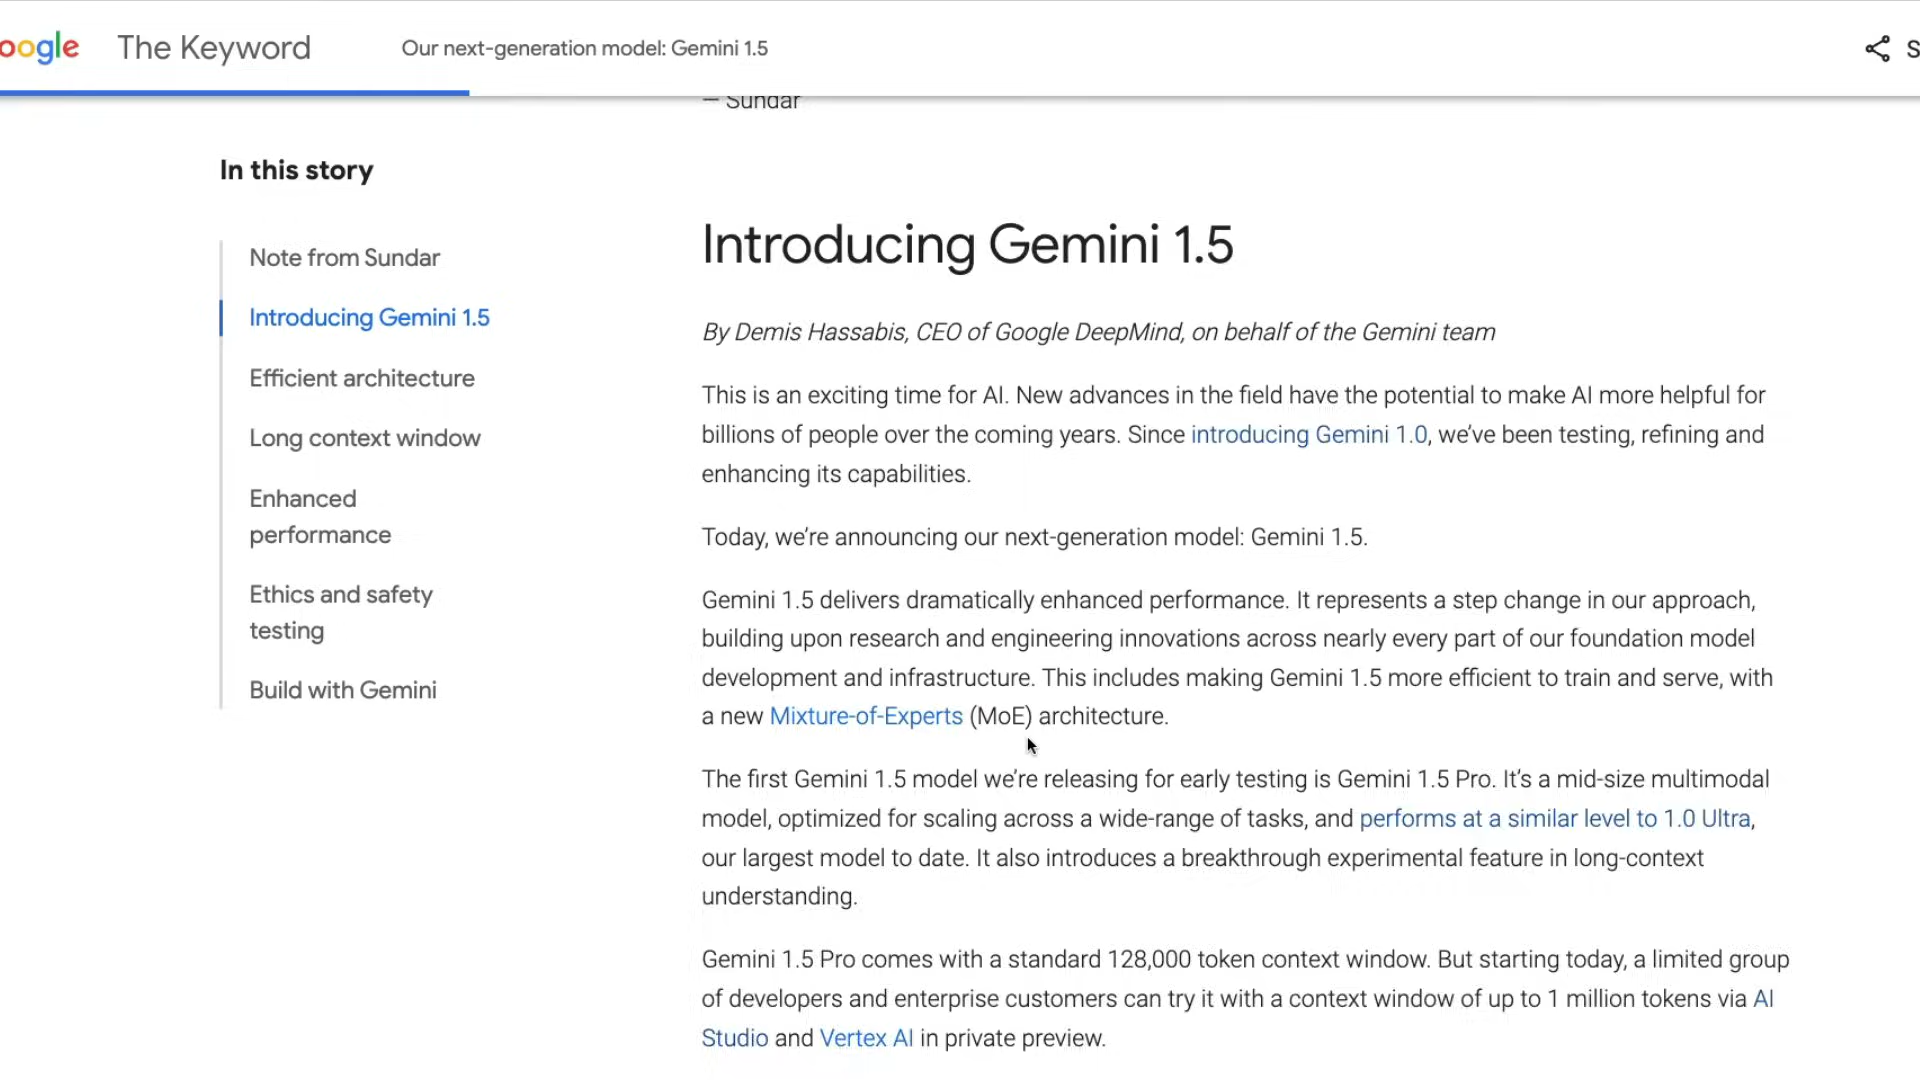 oogle The Keyword Our next-generation model: Gemini 1.5 S
— Sundar
In this story
Note from Sundar
Introducing Gemini 1.5
Efficient architecture
Long context window
Enhanced
performance
Ethics and safety
testing
Build with Gemini
Introducing Gemini 1.5
By Demis Hassabis, CEO of Google DeepMind, on behalf of the Gemini team
This is an exciting time for AI. New advances in the field have the potential to make AI more helpful for
billions of people over the coming years. Since introducing Gemini 1.0, we’ve been testing, refining and
enhancing its capabilities.
Today, we’re announcing our next-generation model: Gemini 1.5.
Gemini 1.5 delivers dramatically enhanced performance. It represents a step change in our approach,
building upon research and engineering innovations across nearly every part of our foundation model
development and infrastructure. This includes making Gemini 1.5 more efficient to train and serve, with
a new Mixture-of-Experts (MoE) architecture.
The first Gemini 1.5 model we’re releasing for early testing is Gemini 1.5 Pro. It’s a mid-size multimodal
model, optimized for scaling across a wide-range of tasks, and performs at a similar level to 1.0 Ultra,
our largest model to date. It also introduces a breakthrough experimental feature in long-context
understanding.
Gemini 1.5 Pro comes with a standard 128,000 token context window. But starting today, a limited group
of developers and enterprise customers can try it with a context window of up to 1 million tokens via AI
Studio and Vertex AI in private preview.